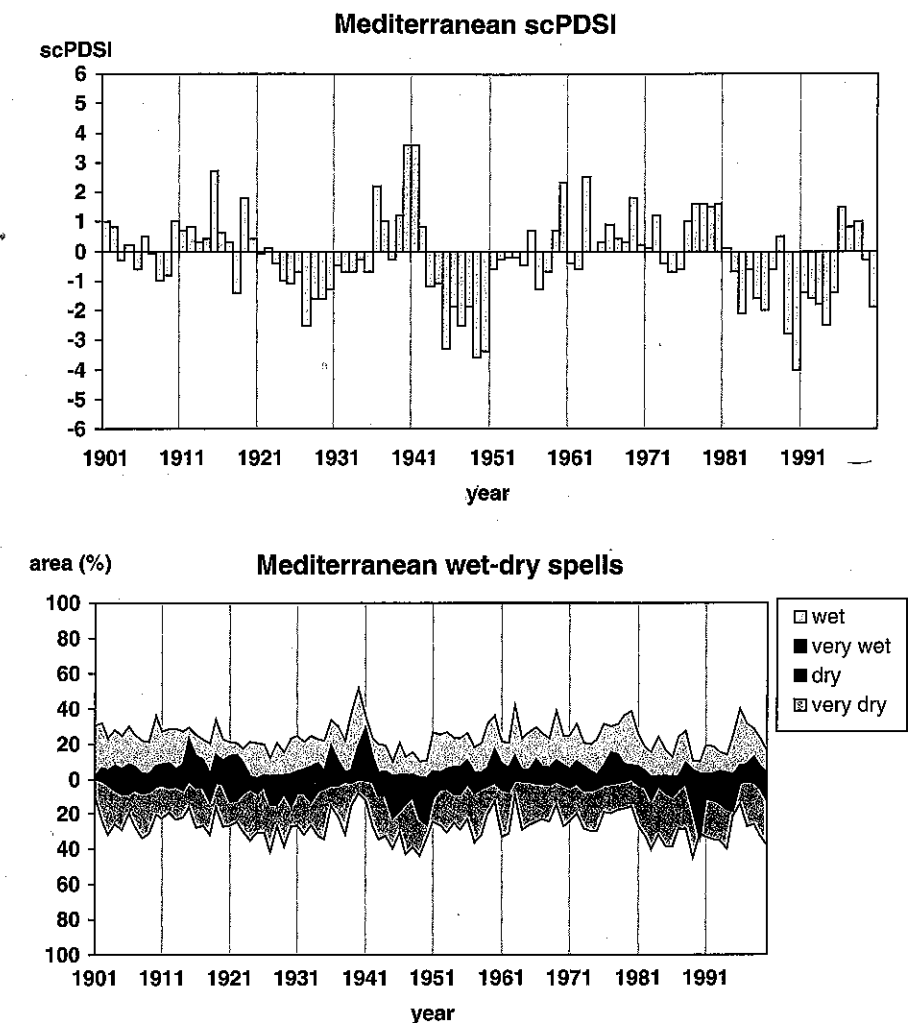 Mediterranean scPDSI
scPDSI
6
5
4
3
2
1
0
-1
-2
-3
-4
-5
-6
1901 1911 1921 1931 1941 1951 1961 1971 1981 1991
year
area (%)
Mediterranean wet-dry spells
100
80
60
40
20
0
20
40
60
80
100
wet
very wet
dry
very dry
1901 1911 1921 1931 1941 1951 1961 1971 1981 1991
year